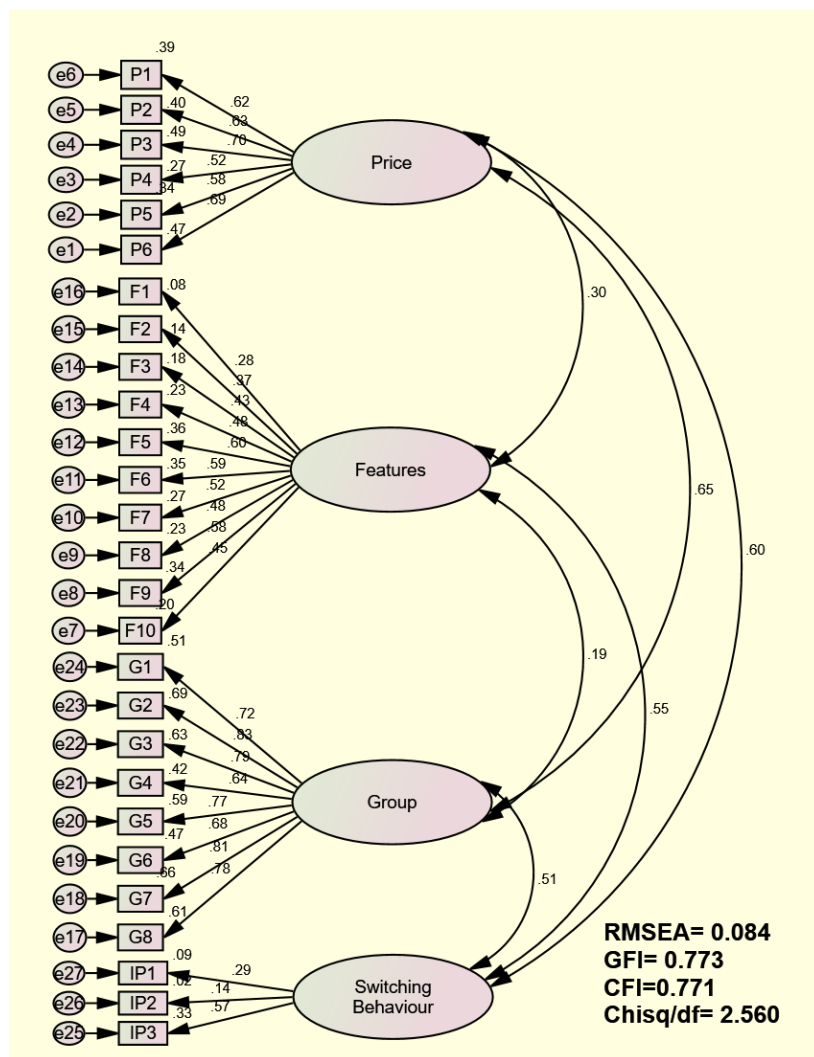 .39
e6 P1
.62
e5 P2 .40
.63
e4 P3 .49
.70
e3 P4 .27 .52
.34 .58
e2 P5 .69
e1 P6 .47
Price
e16 F1 .08
.30
e15 F2 .14
e14 F3 .18 .28
.37
e13 F4 .23 .43
.48
e12 F5 .36 .60
e11 F6 .35 .59
Features
.52
e10 F7 .27 .48
.65
e9 F8 .23 .58
.45
.60
e8 F9 .34
.20
e7 F10 .51
e24 G1
.19
e23 G2 .69 .72
.55
e22 G3 .63 .83
.79
e21 G4 .42 .64
e20 G5 .59 .77
Group
.68
e19 G6 .47 .81
.66 .78
e18 G7
.51
e17 G8 .61
.09
e27 IP1 .29
.02 .14
e26 IP2 .57
e25 IP3 .33
Switching
Behaviour
RMSEA= 0.084
GFI= 0.773
CFI=0.771
Chisq/df= 2.560